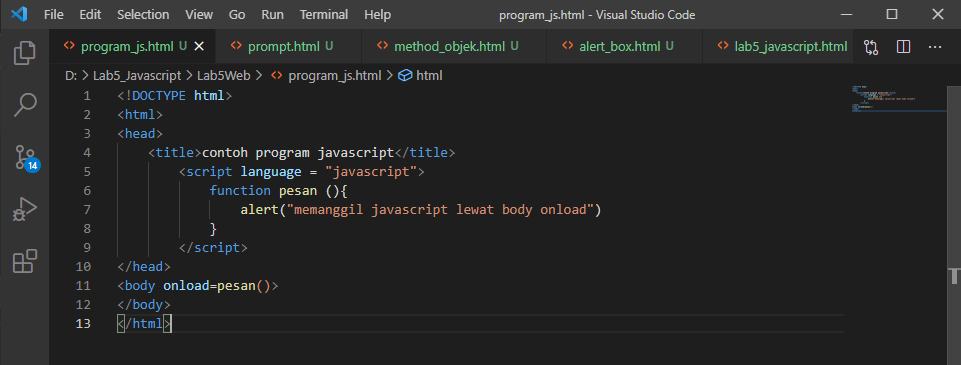 File Edit Selection View Go Run Terminal Help program_js.html - Visual Studio Code
program_js.html U prompt.html U method_objek.html U alert_box.html U lab5_javascript.html
D: > Lab5_Javascript > Lab5Web > program_js.html > html
1 <!DOCTYPE html>
2 <html>
3 <head>
4 <title>contoh program javascript</title>
5 <script language = "javascript">
6 function pesan (){
7 alert("memanggil javascript lewat body onload")
8 }
9 </script>
10 </head>
11 <body onload=pesan()>
12 </body>
13 </html>
14